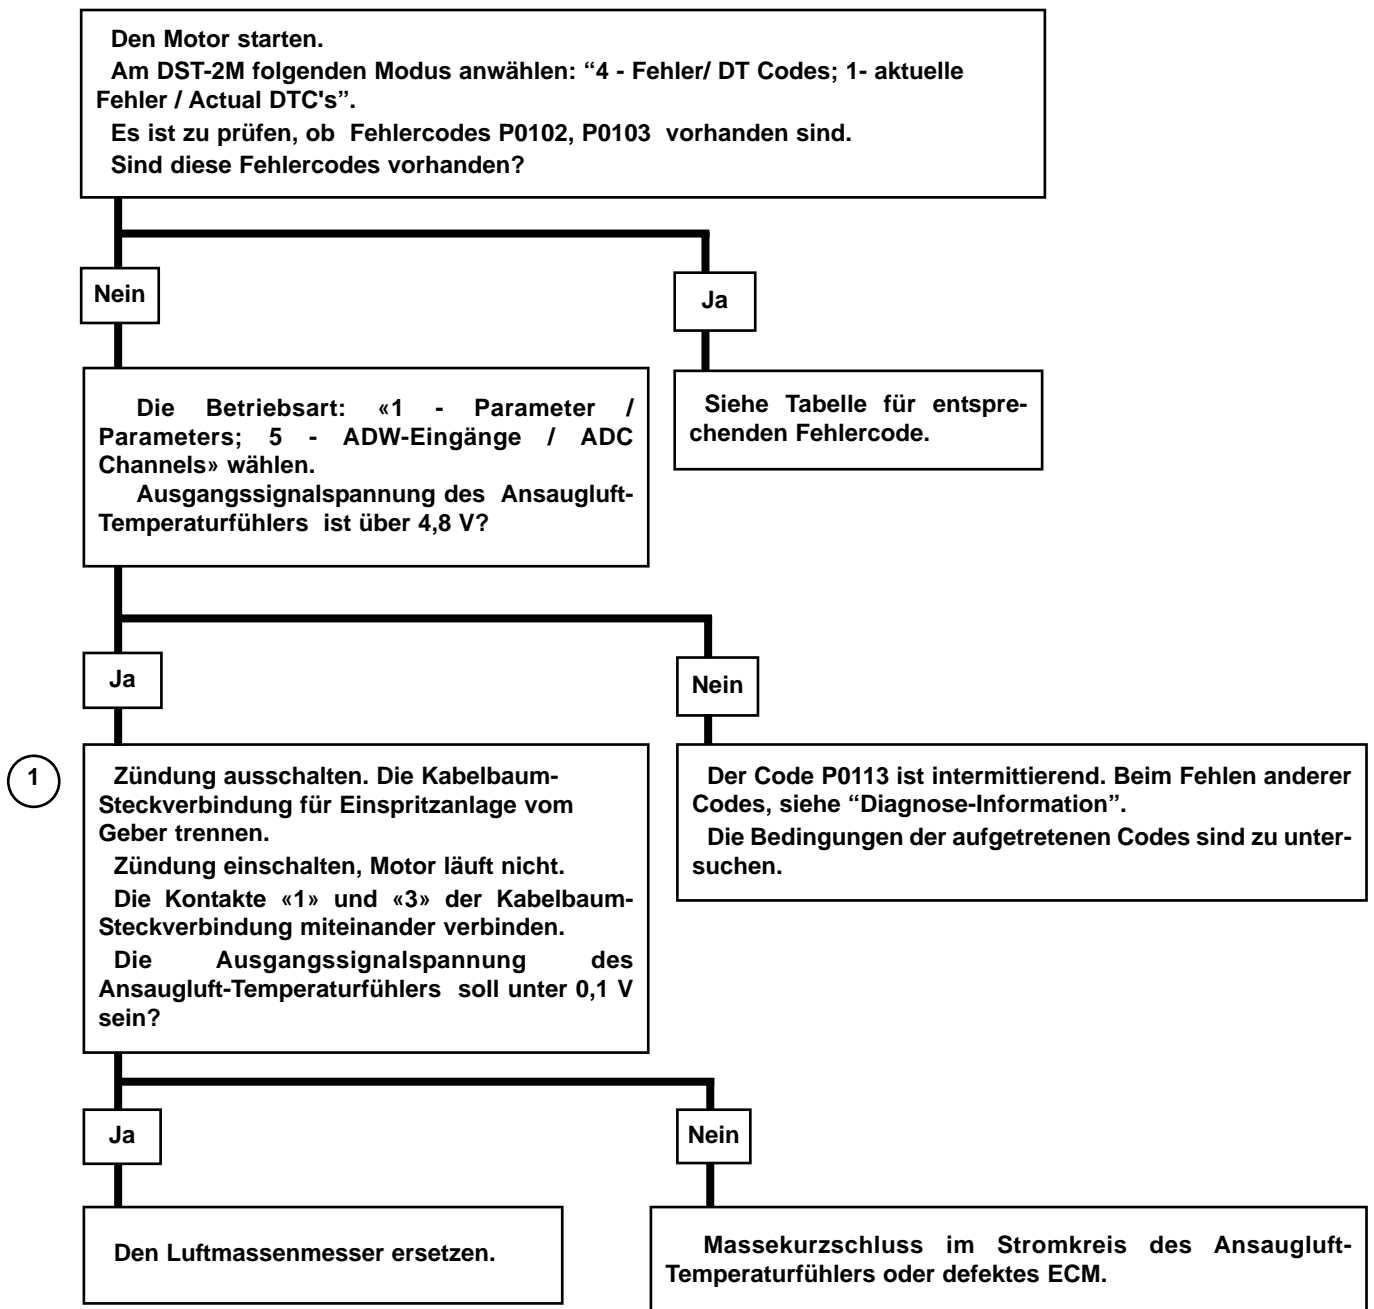 Den Motor starten.
Am DST-2M folgenden Modus anwählen: “4 - Fehler/ DT Codes; 1- aktuelle
Fehler / Actual DTC's”.
Es ist zu prüfen, ob Fehlercodes P0102, P0103 vorhanden sind.
Sind diese Fehlercodes vorhanden?
Nein
Ja
Die Betriebsart: «1 - Parameter /
Parameters; 5 - ADW-Eingänge / ADC
Channels» wählen.
Ausgangssignalspannung des Ansaugluft-
Temperaturfühlers ist über 4,8 V?
Siehe Tabelle für entspre-
chenden Fehlercode.
Ja
Nein
1
Zündung ausschalten. Die Kabelbaum-
Steckverbindung für Einspritzanlage vom
Geber trennen.
Zündung einschalten, Motor läuft nicht.
Die Kontakte «1» und «3» der Kabelbaum-
Steckverbindung miteinander verbinden.
Die Ausgangssignalspannung des
Ansaugluft-Temperaturfühlers soll unter 0,1 V
sein?
Der Code P0113 ist intermittierend. Beim Fehlen anderer
Codes, siehe “Diagnose-Information”.
Die Bedingungen der aufgetretenen Codes sind zu unter-
suchen.
Ja
Nein
Den Luftmassenmesser ersetzen.
Massekurzschluss im Stromkreis des Ansaugluft-
Temperaturfühlers oder defektes ECM.